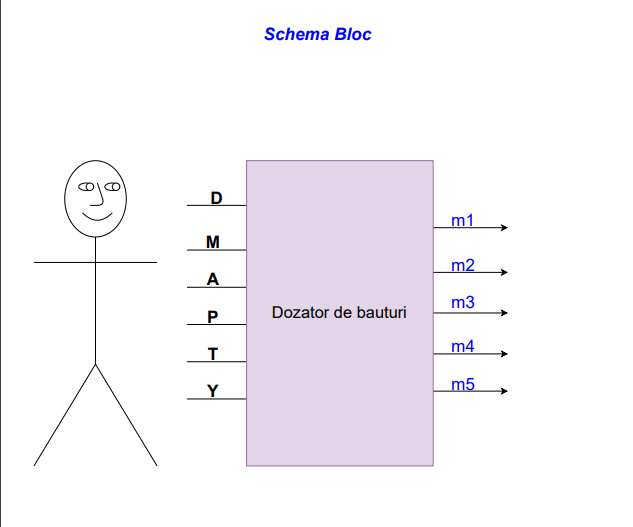 Schema Bloc
D
M
A
P
T
Y
Dozator de bauturi
m1
m2
m3
m4
m5